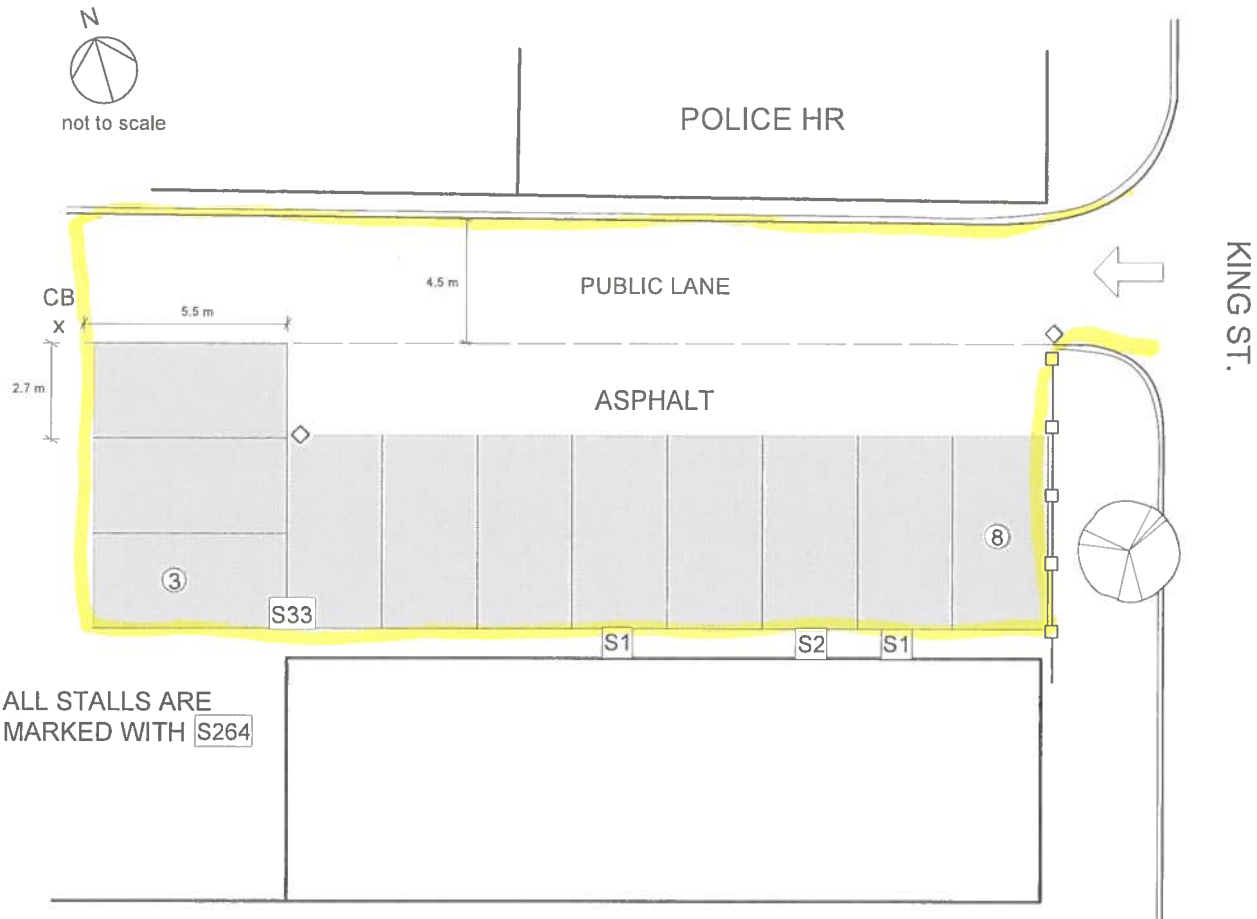 N
not to scale
POLICE HR
KING ST.
4.5 m
PUBLIC LANE
CB
x
5.5 m
2.7 m
ASPHALT
8
3
S33
S1
S2
S1
ALL STALLS ARE
MARKED WITH S264